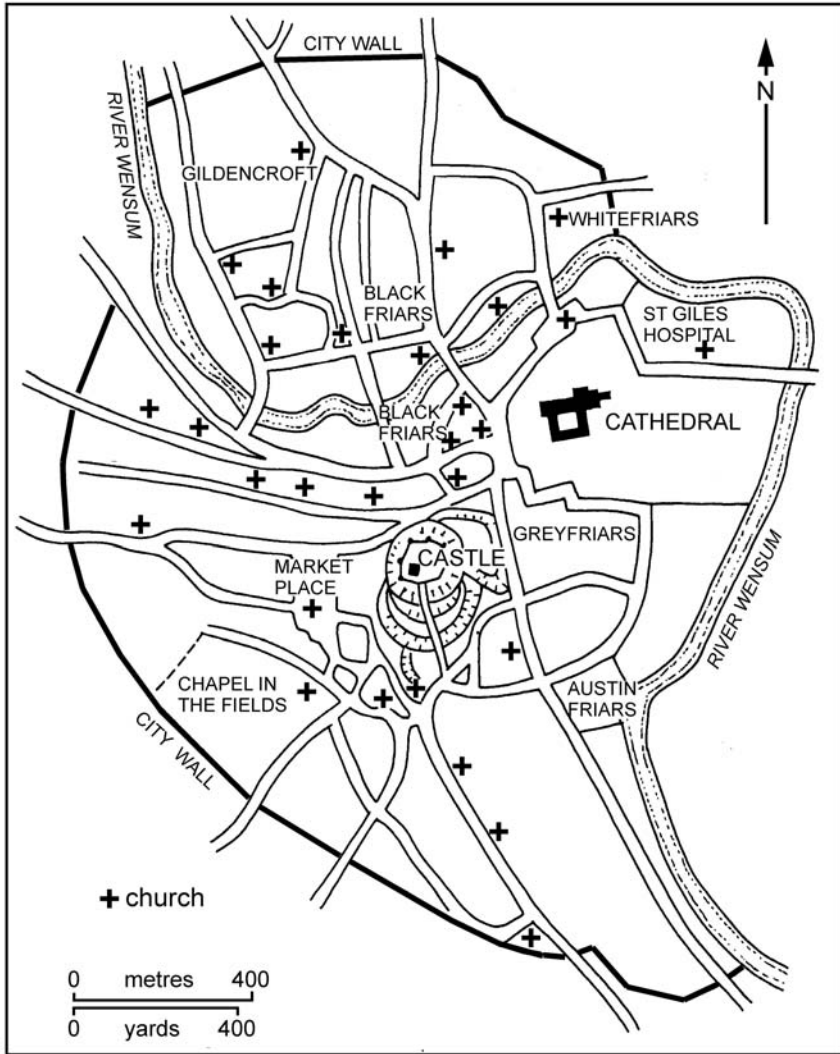 CITY WALL
N
RIVER WENSUM
GILDENCROFT
WHITEFRIARS
BLACK
FRIARS
ST GILES
HOSPITAL
BLACK
FRIARS
CATHEDRAL
GREYFRIARS
CASTLE
MARKET
PLACE
RIVER WENSUM
CHAPEL IN
THE FIELDS
AUSTIN
FRIARS
CITY WALL
church
0 metres 400
0 yards 400